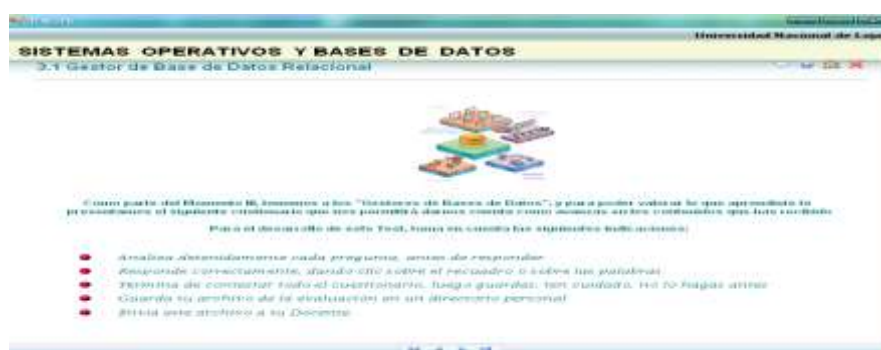 Universidad Nacional de Loja
SISTEMAS OPERATIVOS Y BASES DE DATOS
3.1 Gestor de Base de Datos Relacional
Como parte del Momento III, tenemos a los "Gestores de Bases de Datos", y para poder valorar lo que aprendiste te
presentamos el siguiente cuestionario que nos permitirá darnos cuenta como avanzas en los contenidos que has recibido
Para el desarrollo de este Test, toma en cuenta las siguientes indicaciones:
Analiza detenidamente cada pregunta, antes de responder
Responde correctamente, dando clic sobre el recuadro o sobre las palabras
Termina de contestar todo el cuestionario, luego guardas; ten cuidado, no lo hagas antes
Guarda tu archivo de la evaluación en un directorio personal
Envía este archivo a tu Docente